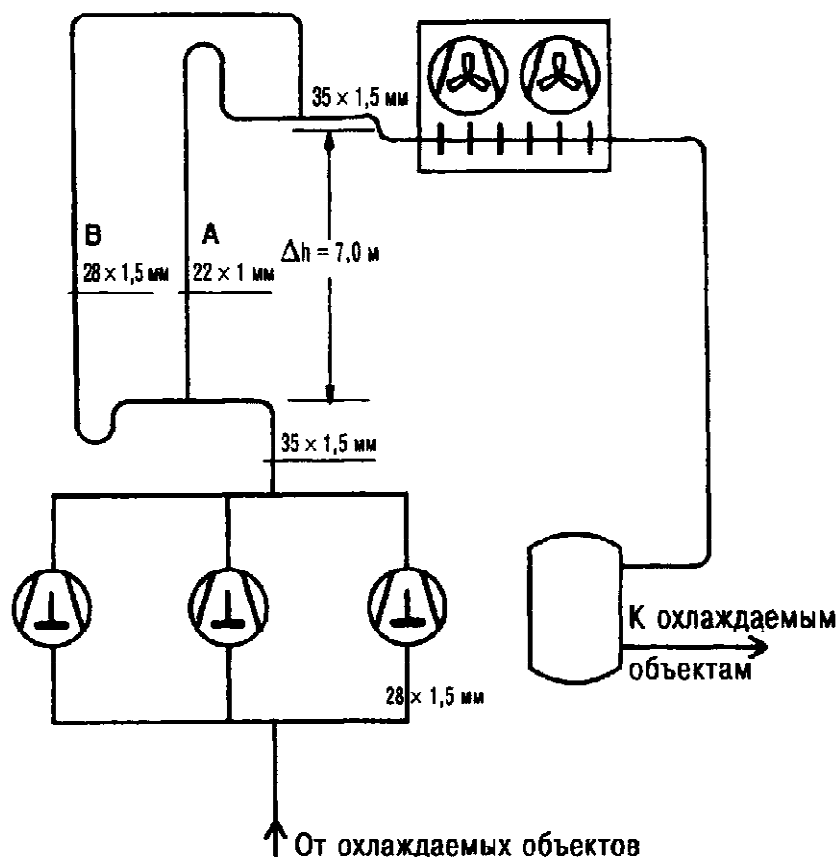 35 × 1,5 мм
B
A
Δh = 7,0 м
28 × 1,5 мм
22 × 1 мм
35 × 1,5 мм
К охлаждаемым
объектам
28 × 1,5 мм
От охлаждаемых объектов